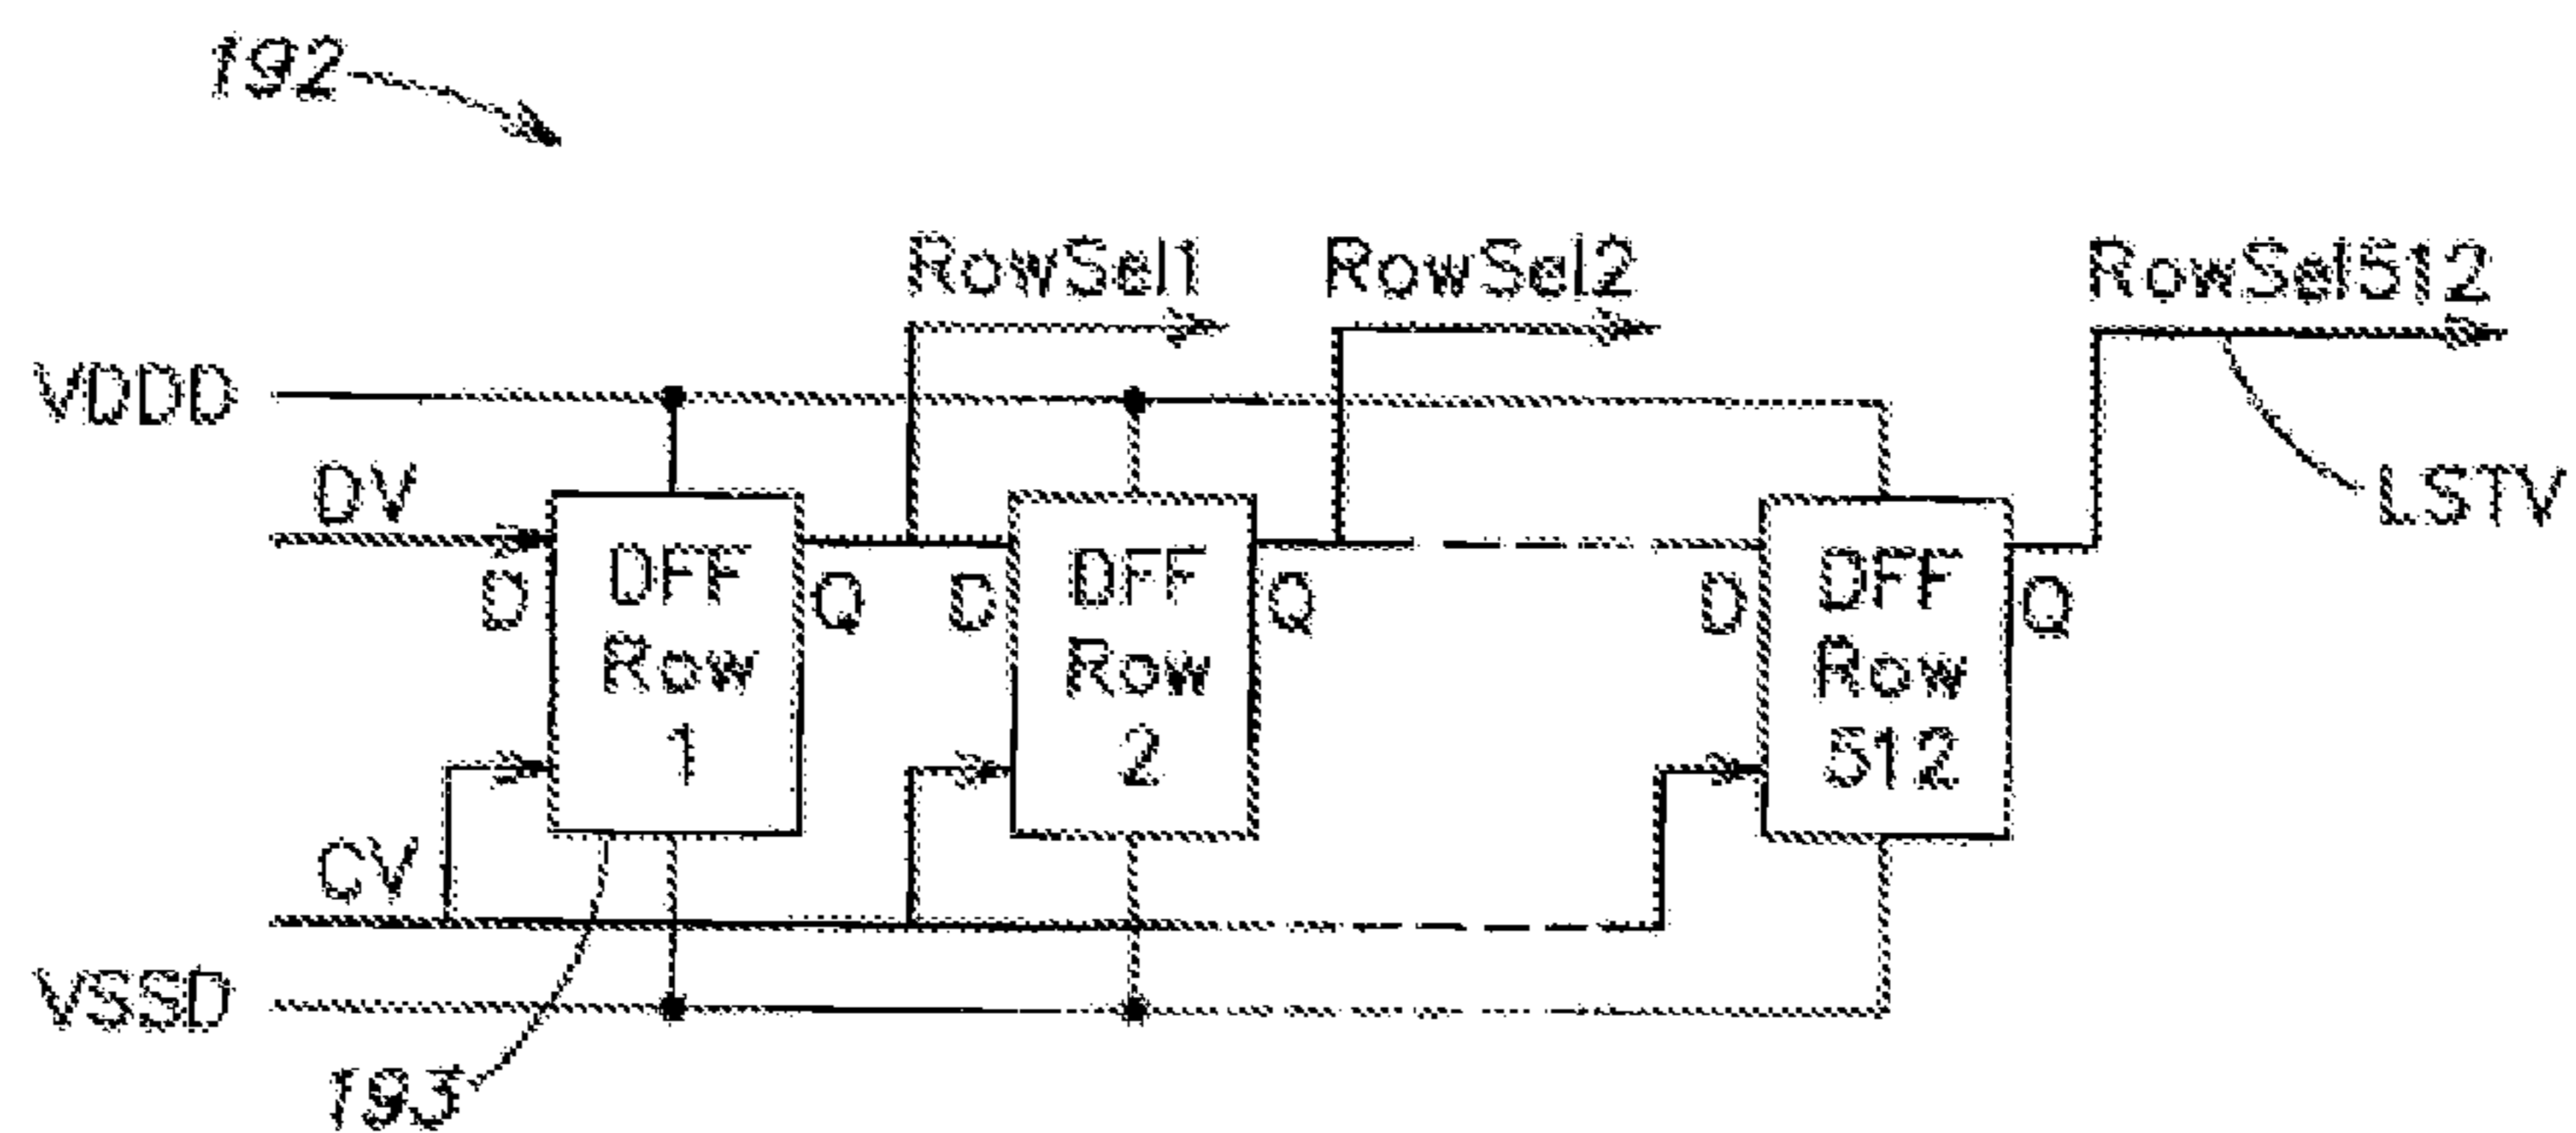 192
RowSel1
RowSel2
RowSel512
VDDD
DV
LSTV
D
DFF
Row
1
Q
D
DFF
Row
2
Q
D
DFF
Row
512
Q
CV
VSSD
193